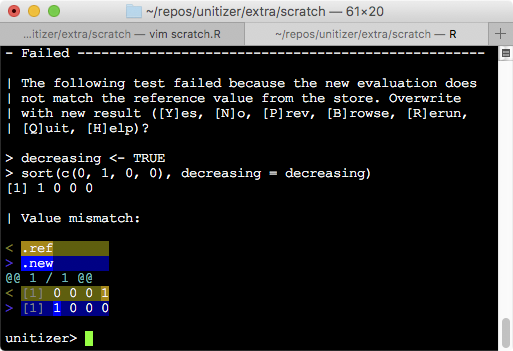 ~/repos/unitizer/extra/scratch — 61×20
...itizer/extra/scratch — vim scratch.R
~/repos/unitizer/extra/scratch — R
+
- Failed -----------------------------------------------------
| The following test failed because the new evaluation does
| not match the reference value from the store. Overwrite
| with new result ([Y]es, [N]o, [P]rev, [B]rowse, [R]erun,
| [Q]uit, [H]elp)?
> decreasing <- TRUE
> sort(c(0, 1, 0, 0), decreasing = decreasing)
[1] 1 0 0 0
| Value mismatch:
< .ref
> .new
@@ 1 / 1 @@
< [1] 0 0 0 1
> [1] 1 0 0 0
unitizer>